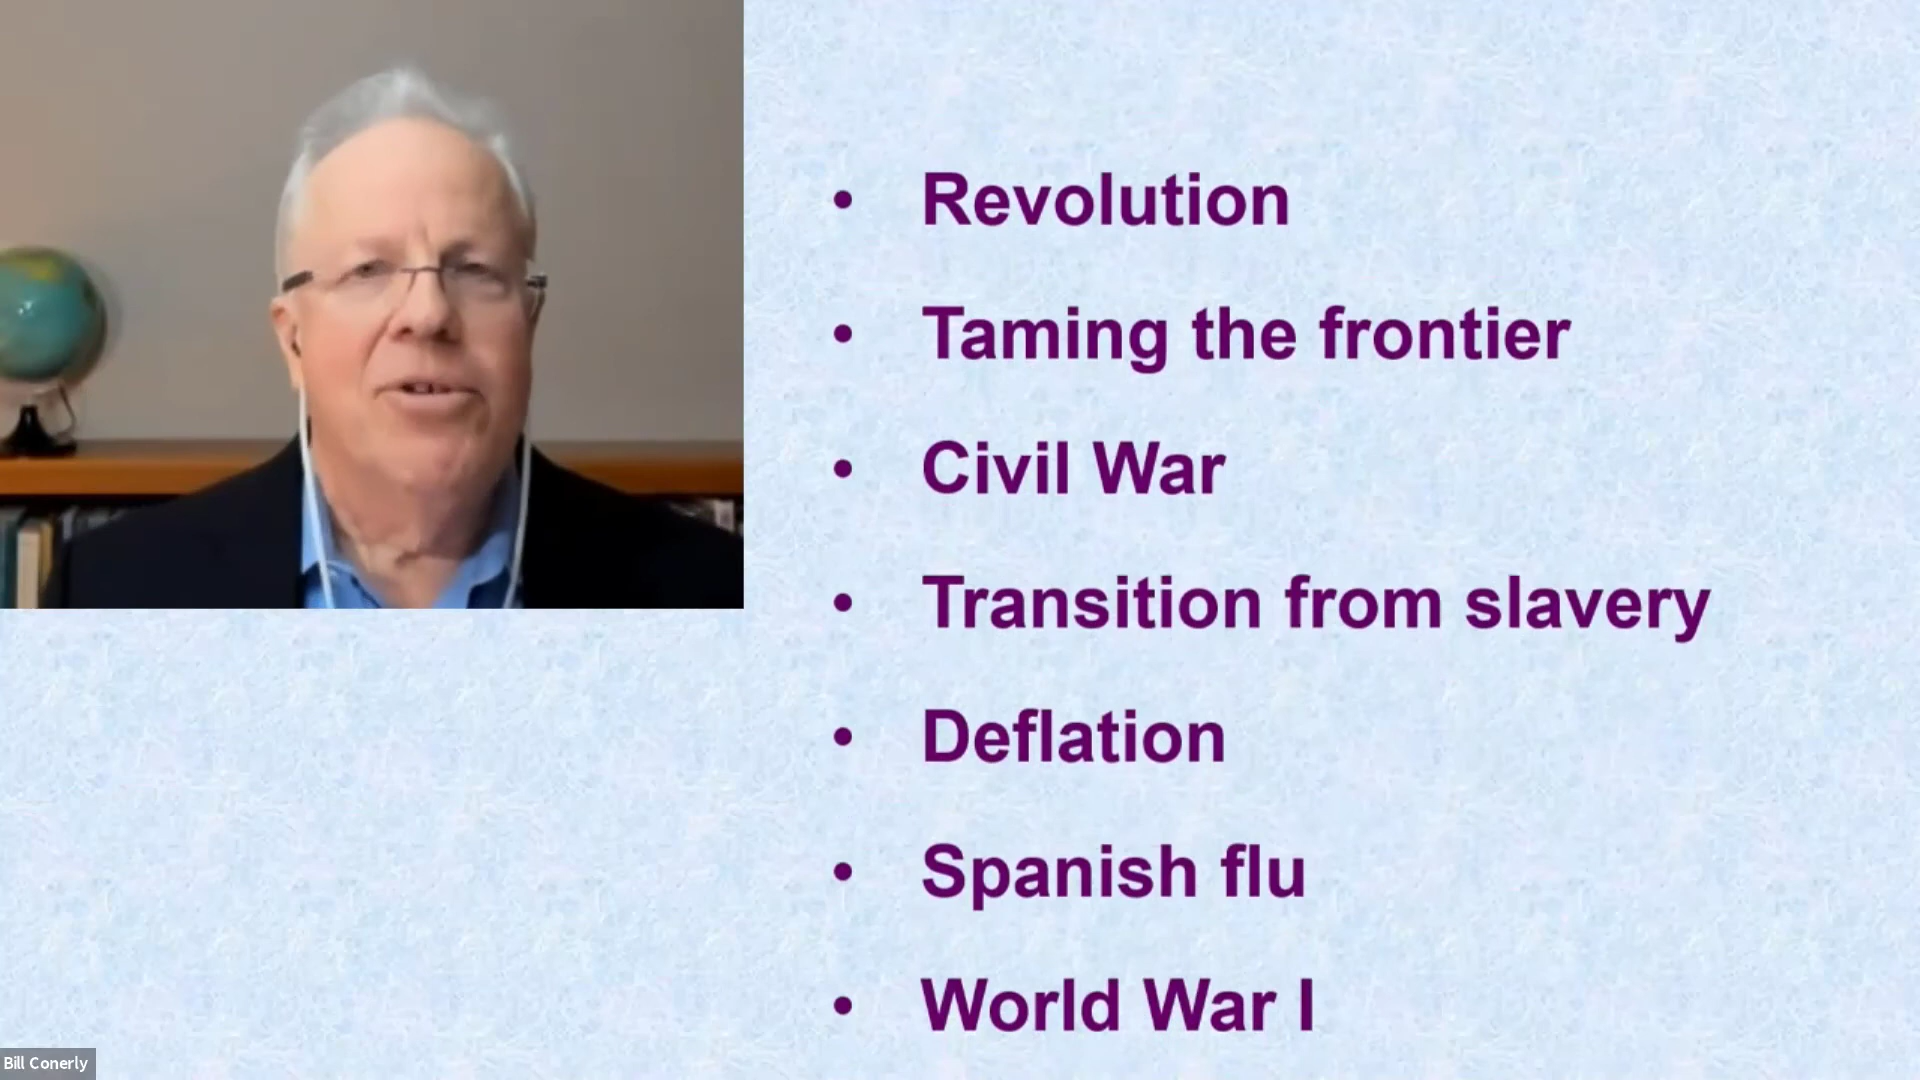 • Revolution
• Taming the frontier
• Civil War
• Transition from slavery
• Deflation
• Spanish flu
• World War I
Bill Conerly